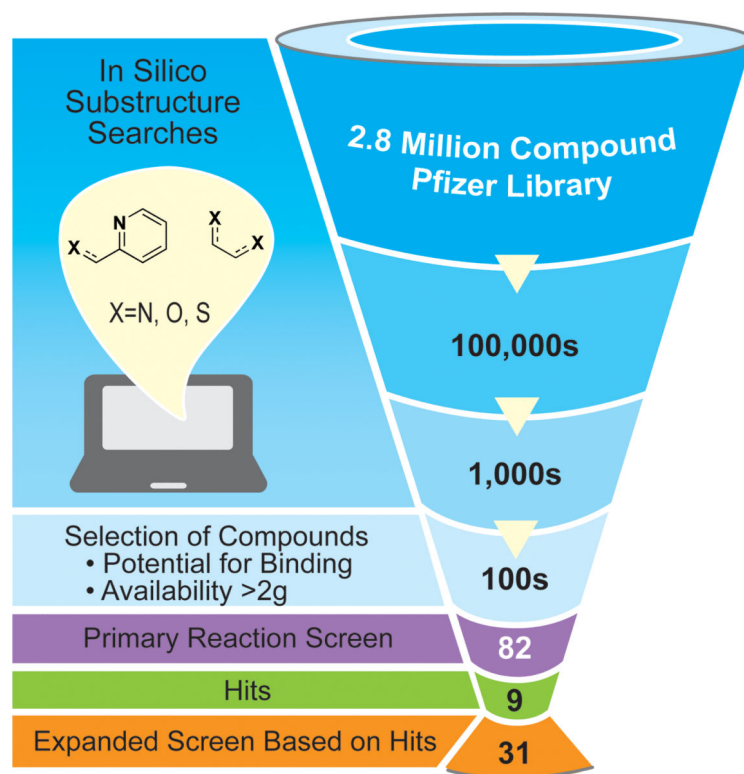 In Silico
Substructure
Searches
N
X
X
X
X=N, O, S
2.8 Million Compound
Pfizer Library
100,000s
1,000s
Selection of Compounds
• Potential for Binding
• Availability >2g
100s
Primary Reaction Screen
82
Hits
9
Expanded Screen Based on Hits
31